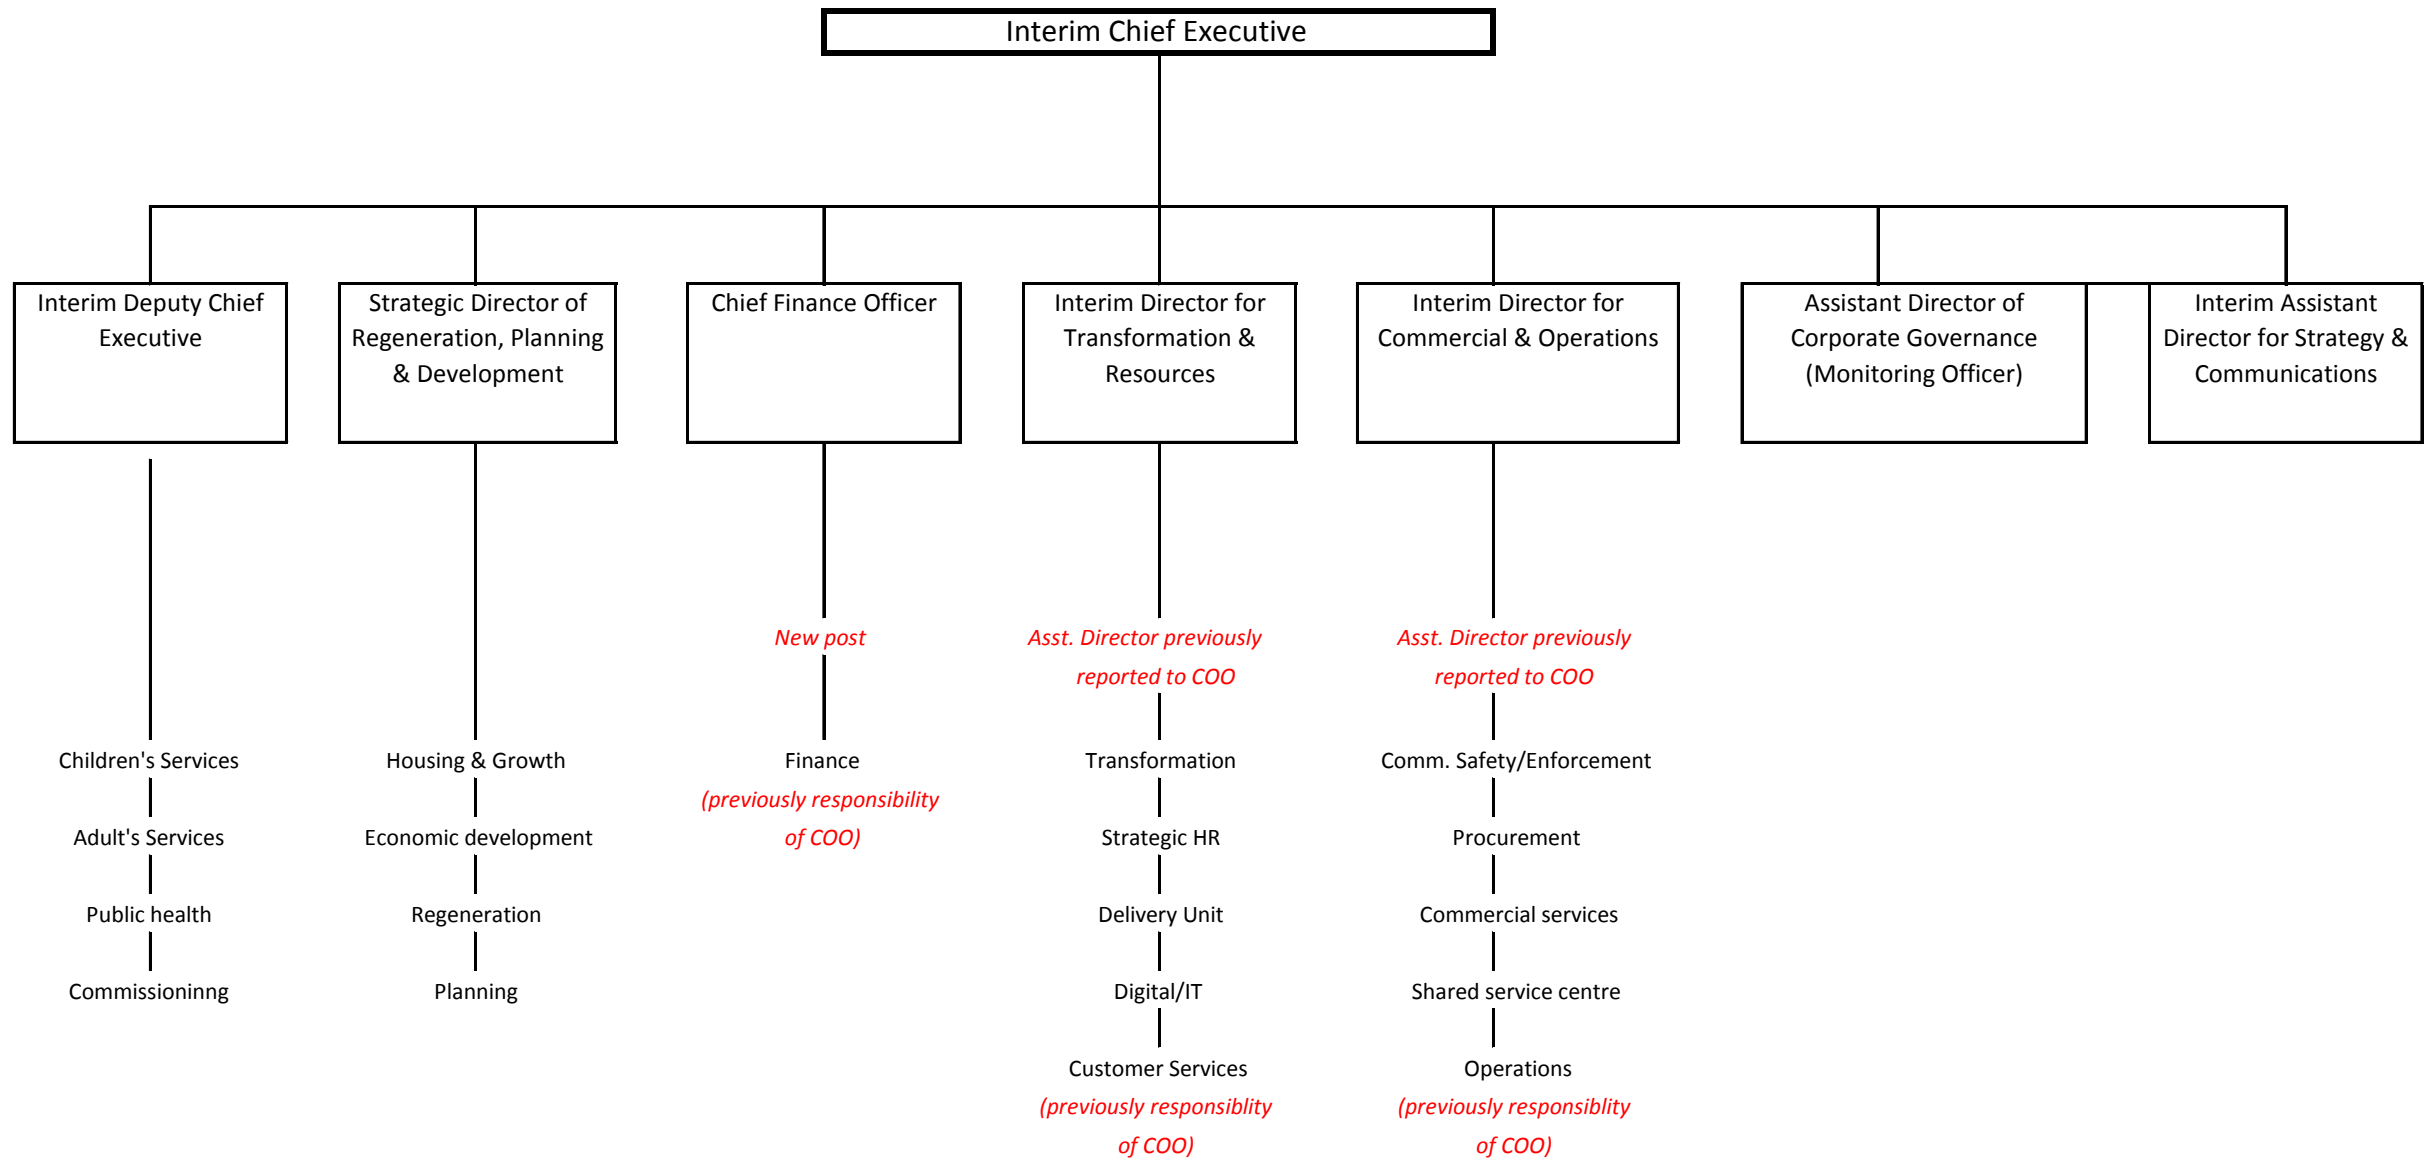 Interim Chief Executive
Interim Deputy Chief
Executive
Strategic Director of
Regeneration, Planning
& Development
Chief Finance Officer
Interim Director for
Transformation &
Resources
Interim Director for
Commercial & Operations
Assistant Director of
Corporate Governance
(Monitoring Officer)
Interim Assistant
Director for Strategy &
Communications
Children's Services
Adult's Services
Public health
Commissioninng
Housing & Growth
Economic development
Regeneration
Planning
New post
Finance
(previously responsibility
of COO)
Asst. Director previously
reported to COO
Transformation
Strategic HR
Delivery Unit
Digital/IT
Customer Services
(previously responsiblity
of COO)
Asst. Director previously
reported to COO
Comm. Safety/Enforcement
Procurement
Commercial services
Shared service centre
Operations
(previously responsiblity
of COO)